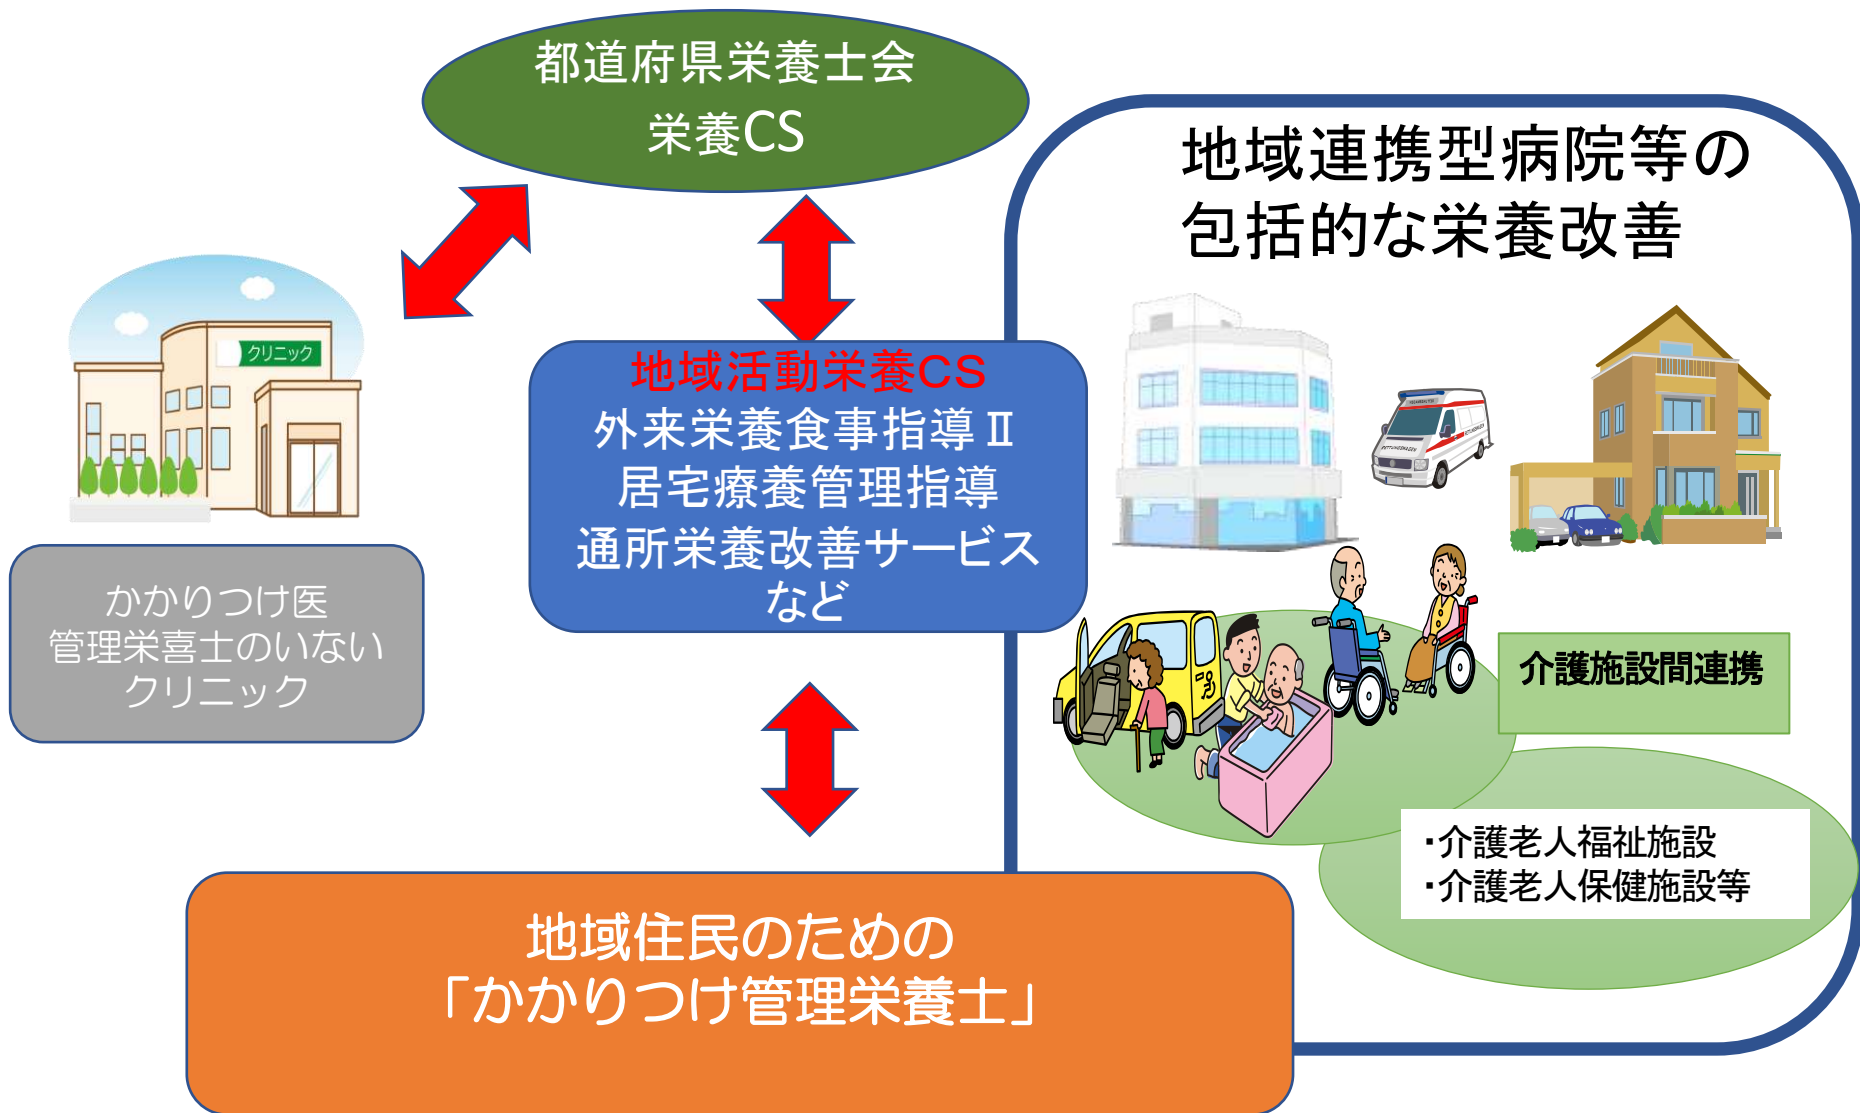 都道府県栄養士会
栄養CS
地域連携型病院等の
包括的な栄養改善
クリニック
地域活動栄養CS
外来栄養食事指導Ⅱ
居宅療養管理指導
通所栄養改善サービス
など
かかりつけ医
管理栄喜士のいない
クリニック
介護施設間連携
・介護老人福祉施設
・介護老人保健施設等
地域住民のための
「かかりつけ管理栄養士」